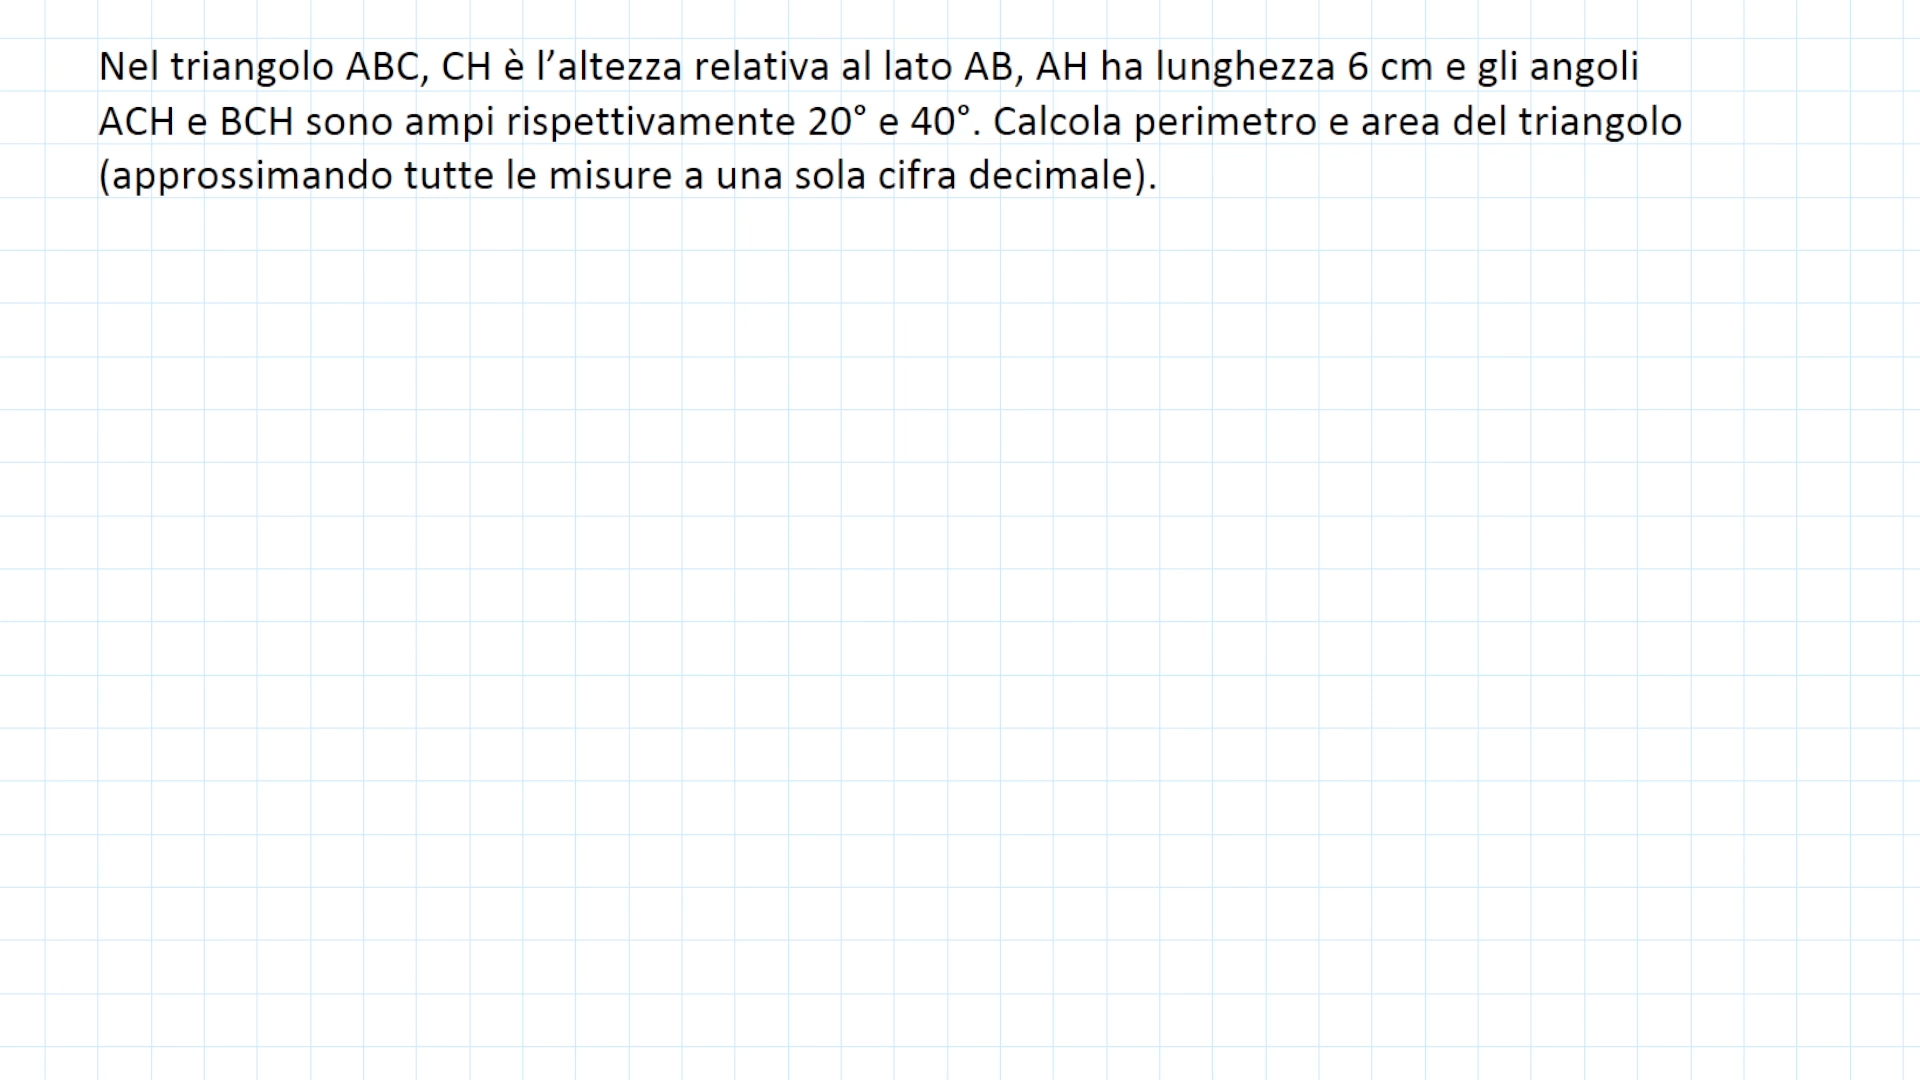 Nel triangolo ABC, CH è l’altezza relativa al lato AB, AH ha lunghezza 6 cm e gli angoli
ACH e BCH sono ampi rispettivamente 20° e 40°. Calcola perimetro e area del triangolo
(approssimando tutte le misure a una sola cifra decimale).